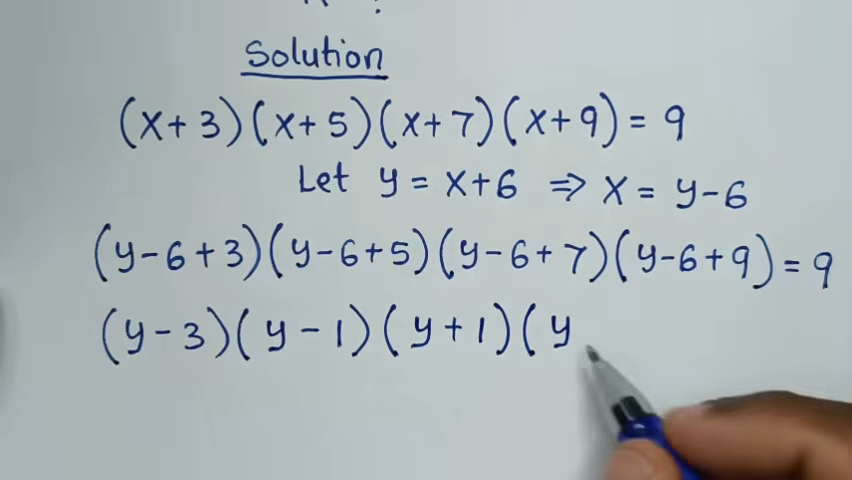 Solution
(x+3)(x+5)(x+7)(x+9) = 9
Let y = x+6 ⇒ x = y-6
(y-6+3)(y-6+5)(y-6+7)(y-6+9) = 9
(y-3)(y-1)(y+1)(y